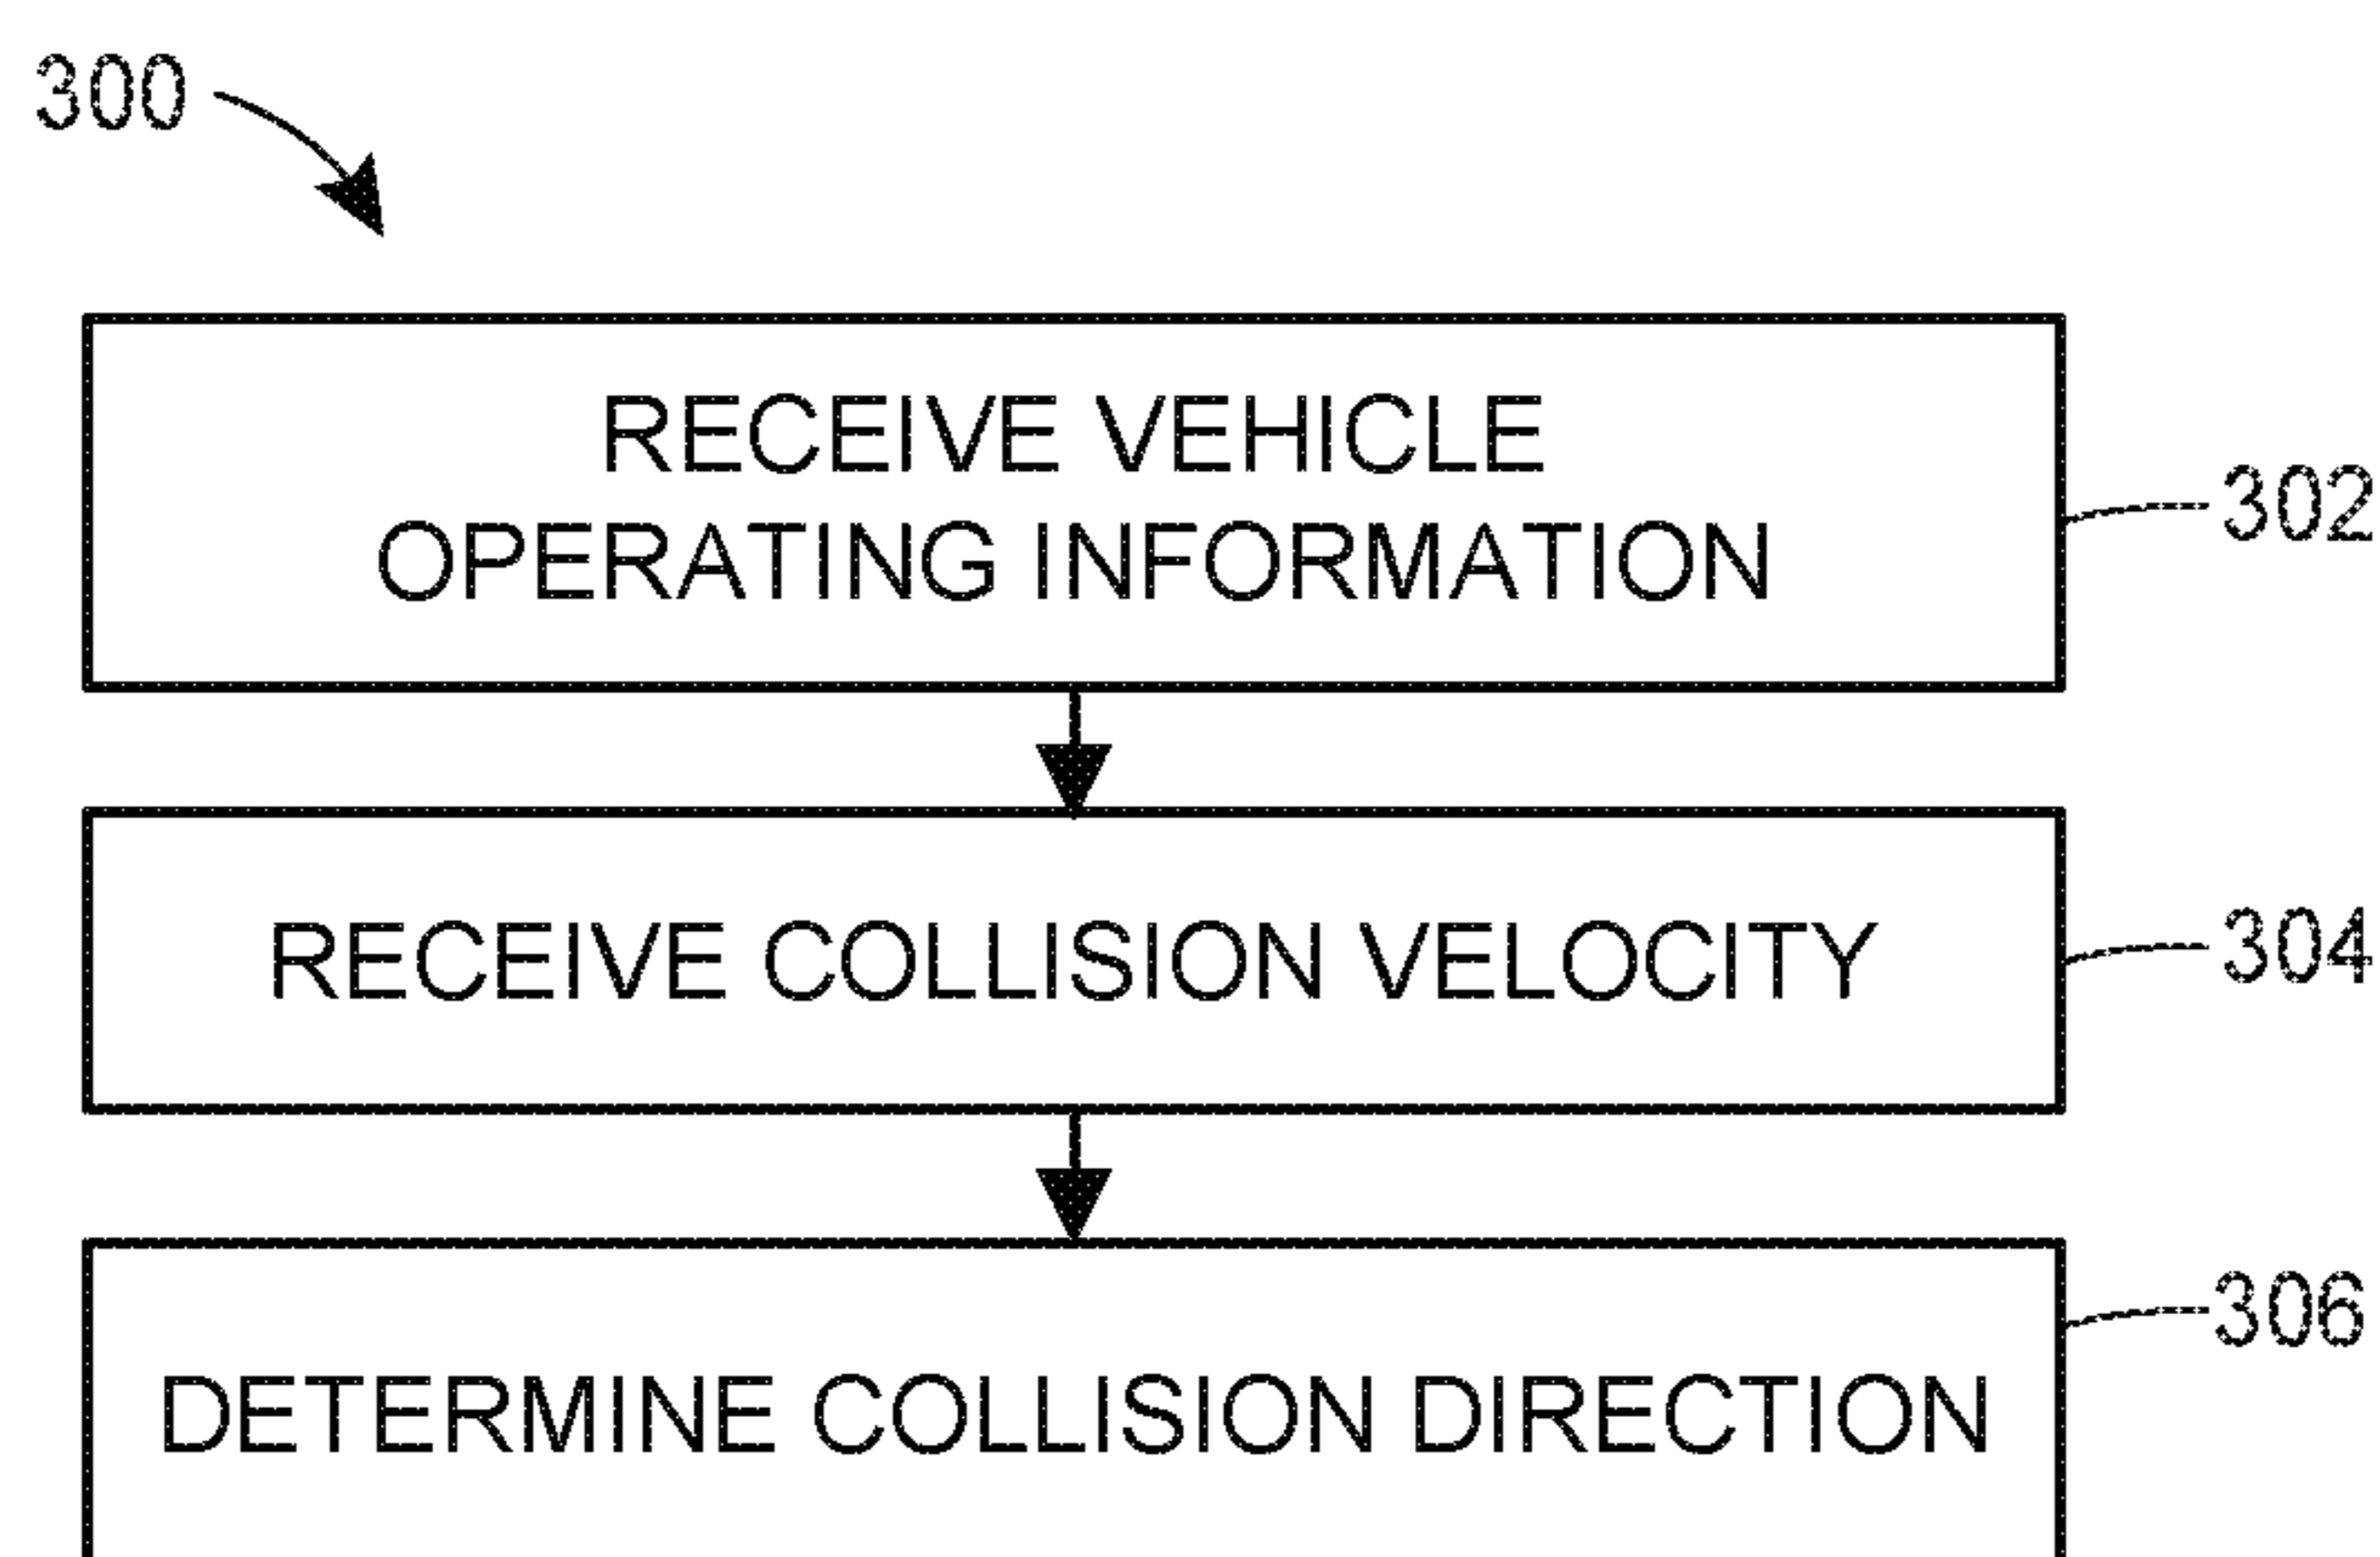 300
RECEIVE VEHICLE
OPERATING INFORMATION
302
RECEIVE COLLISION VELOCITY
304
306
DETERMINE COLLISION DIRECTION